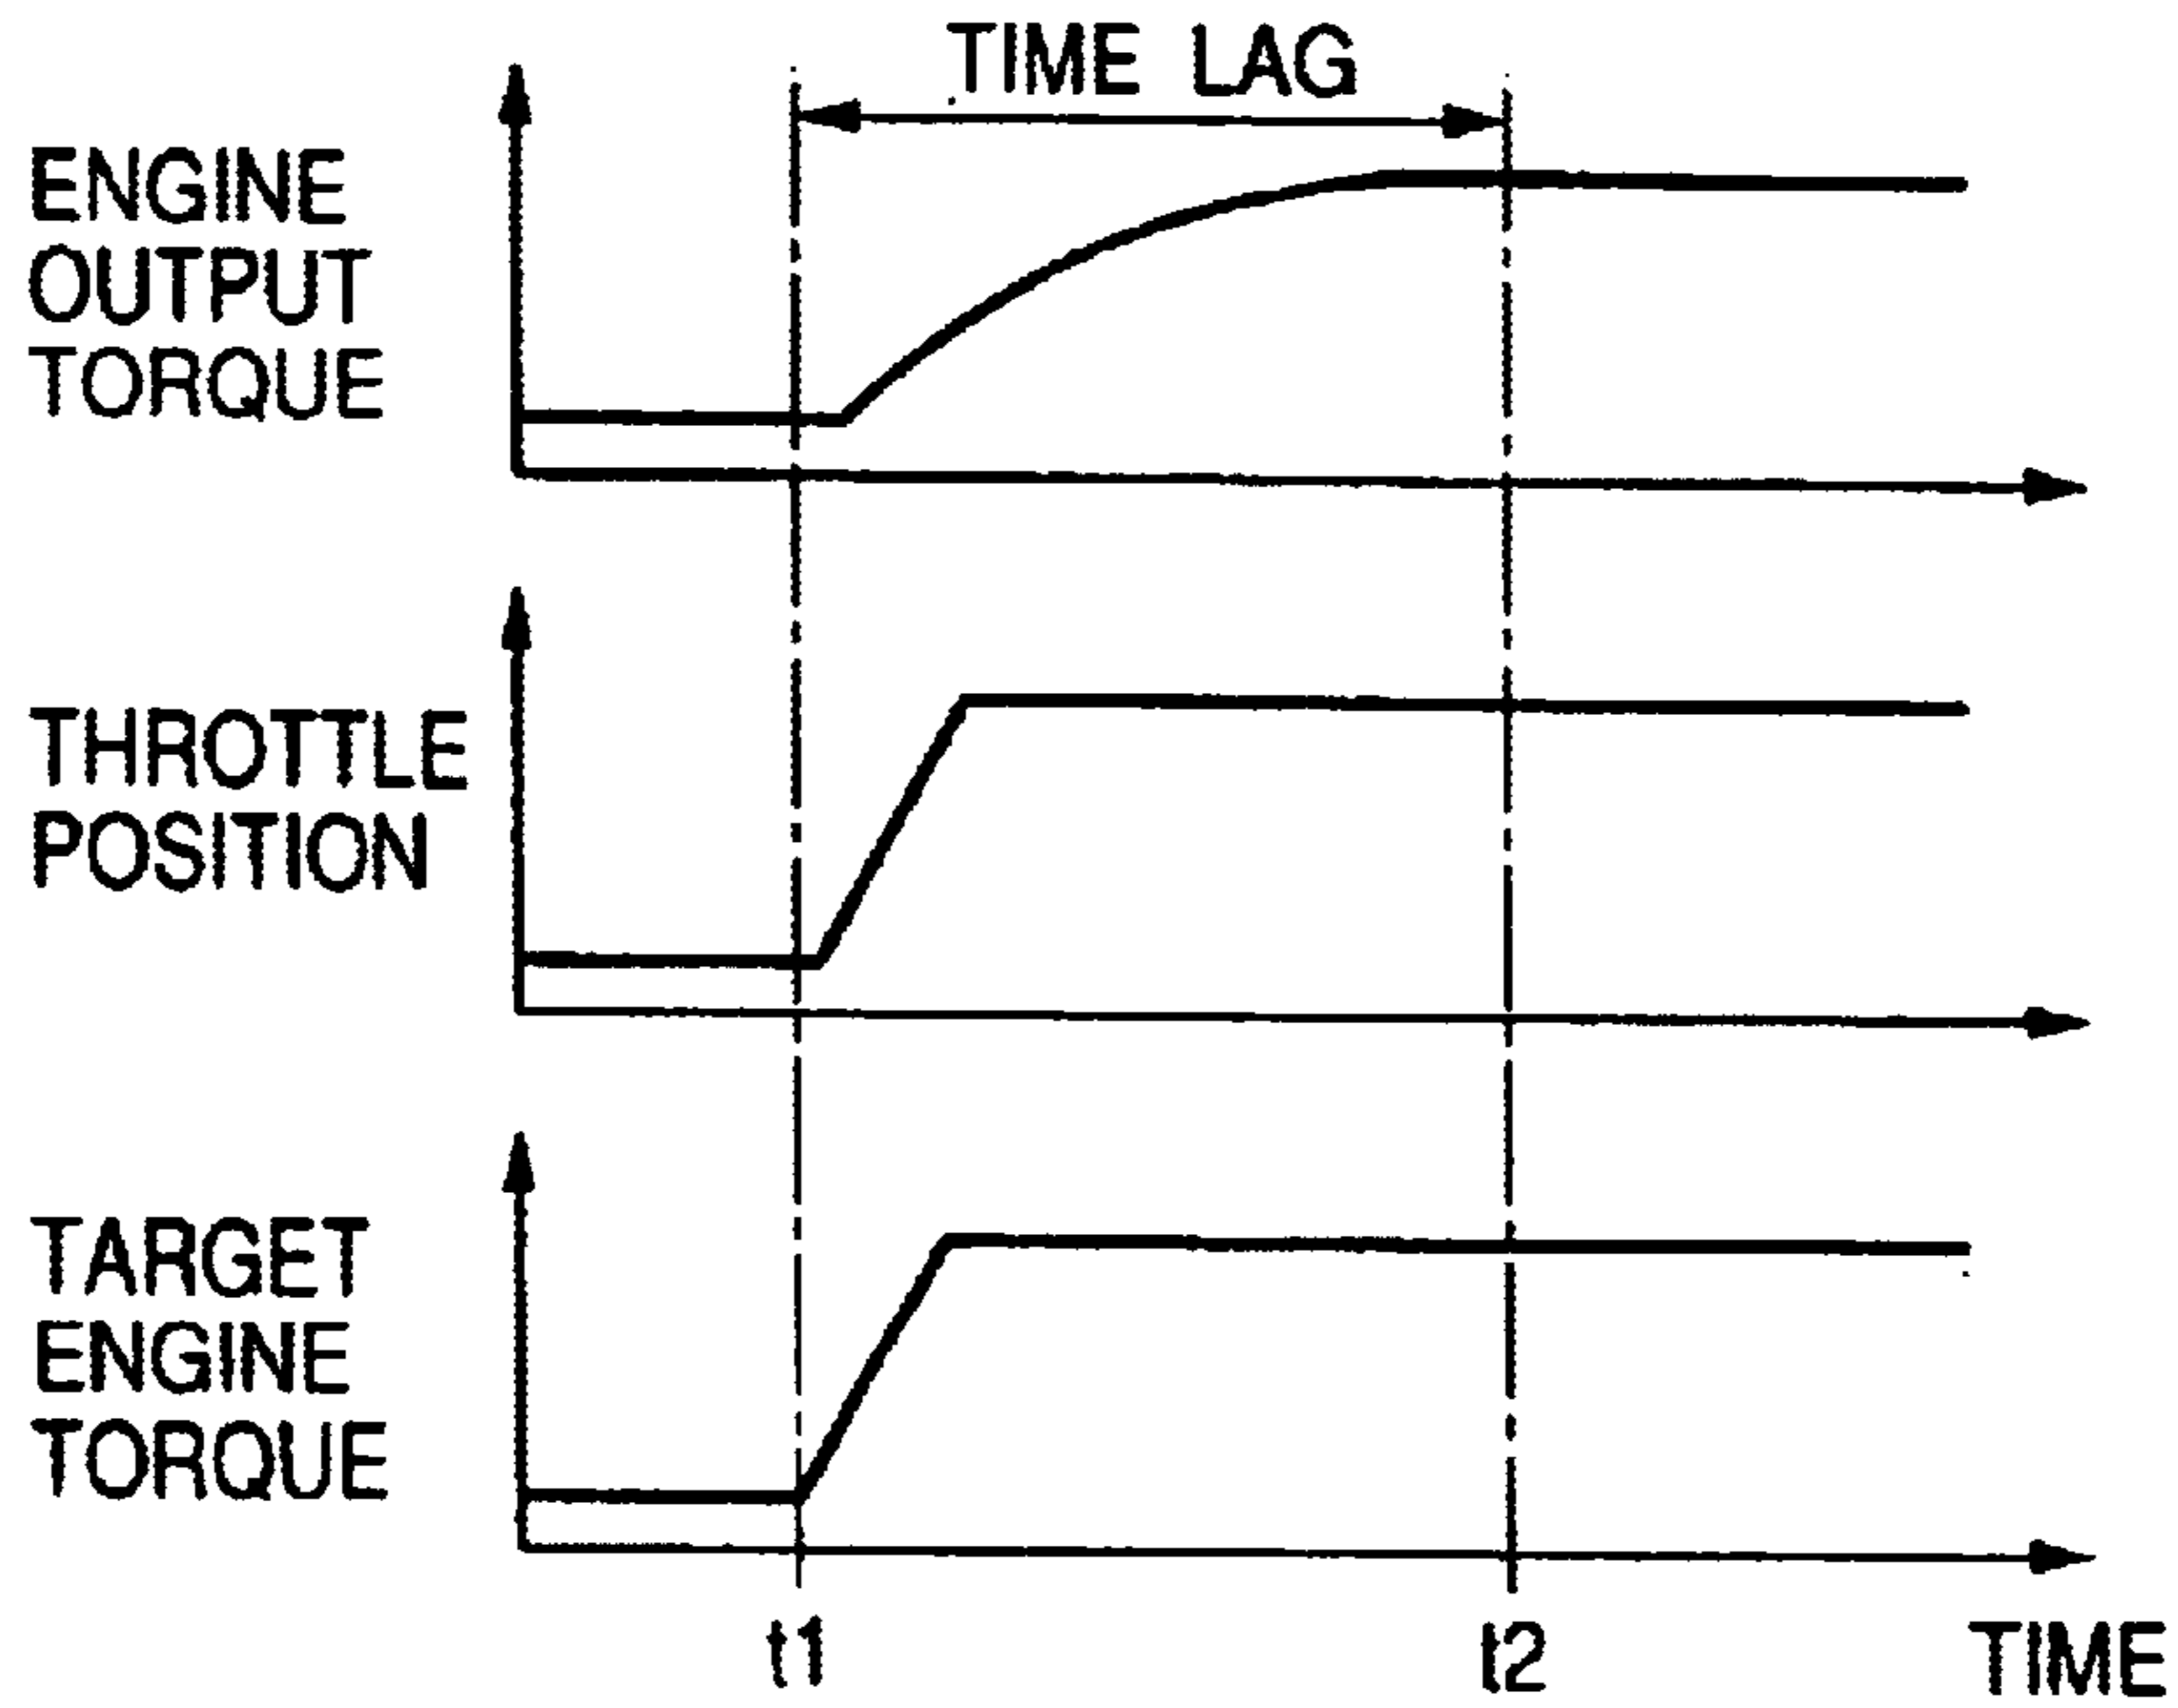 TIME LAG
ENGINE
OUTPUT
TORQUE
THROTTLE
POSITION
TARGET
ENGINE
TORQUE
t1
t2
TIME